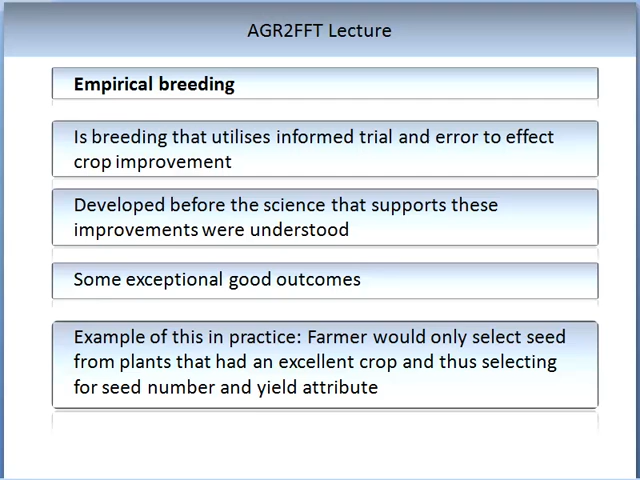 AGR2FFT Lecture
Empirical breeding
Is breeding that utilises informed trial and error to effect
crop improvement
Developed before the science that supports these
improvements were understood
Some exceptional good outcomes
Example of this in practice: Farmer would only select seed
from plants that had an excellent crop and thus selecting
for seed number and yield attribute